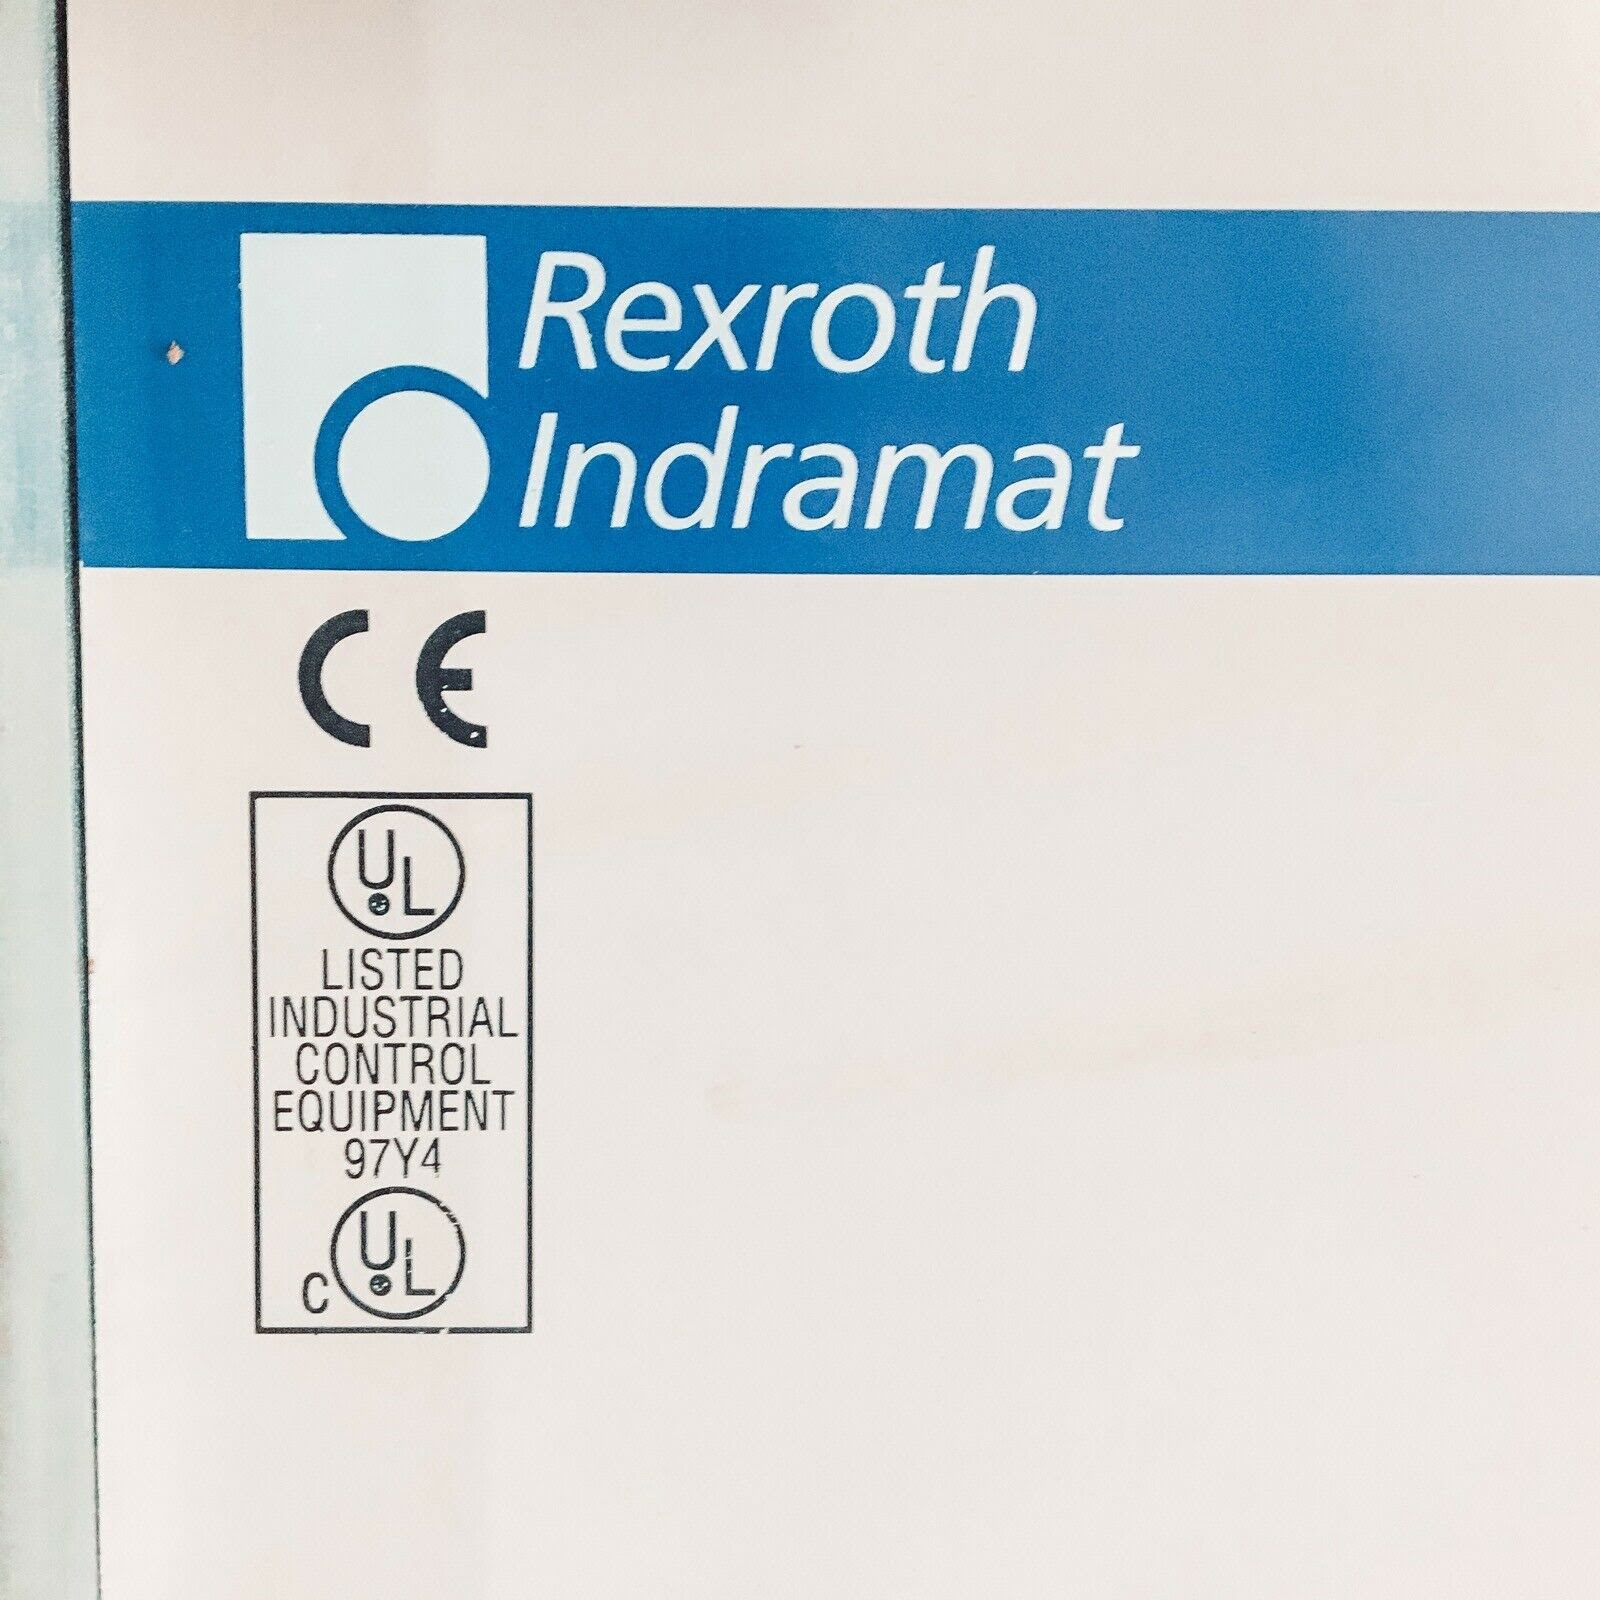 Rexroth
Indramat
CE
UL
LISTED
INDUSTRIAL
CONTROL
EQUIPMENT
97Y4
C UL